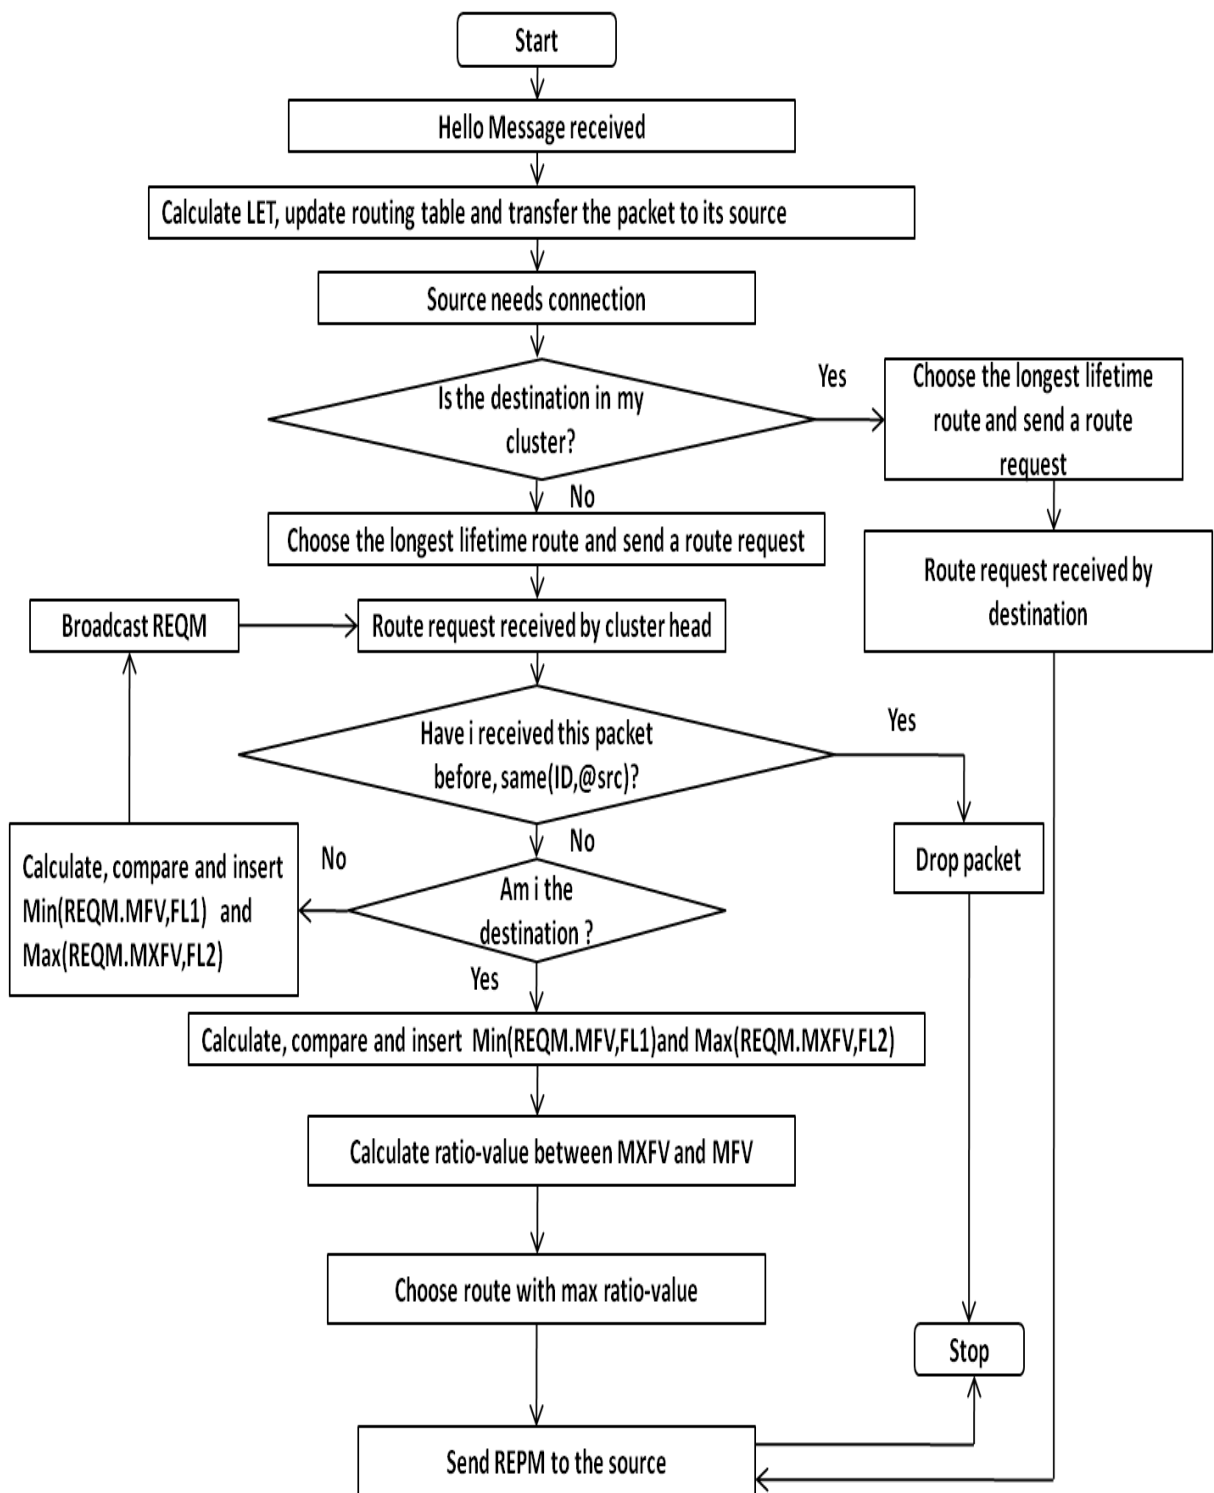 Start
Hello Message received
Calculate LET, update routing table and transfer the packet to its source
Source needs connection
Is the destination in my
cluster?
Yes
Choose the longest lifetime
route and send a route
request
No
Choose the longest lifetime route and send a route request
Route request received by
destination
Broadcast REQM
Route request received by cluster head
Have i received this packet
before, same(ID,@src)?
Yes
Drop packet
No
Am i the
destination ?
No
Calculate, compare and insert
Min(REQM.MFV,FL1) and
Max(REQM.MXFV,FL2)
Yes
Calculate, compare and insert Min(REQM.MFV,FL1)and Max(REQM.MXFV,FL2)
Calculate ratio-value between MXFV and MFV
Choose route with max ratio-value
Stop
Send REPM to the source